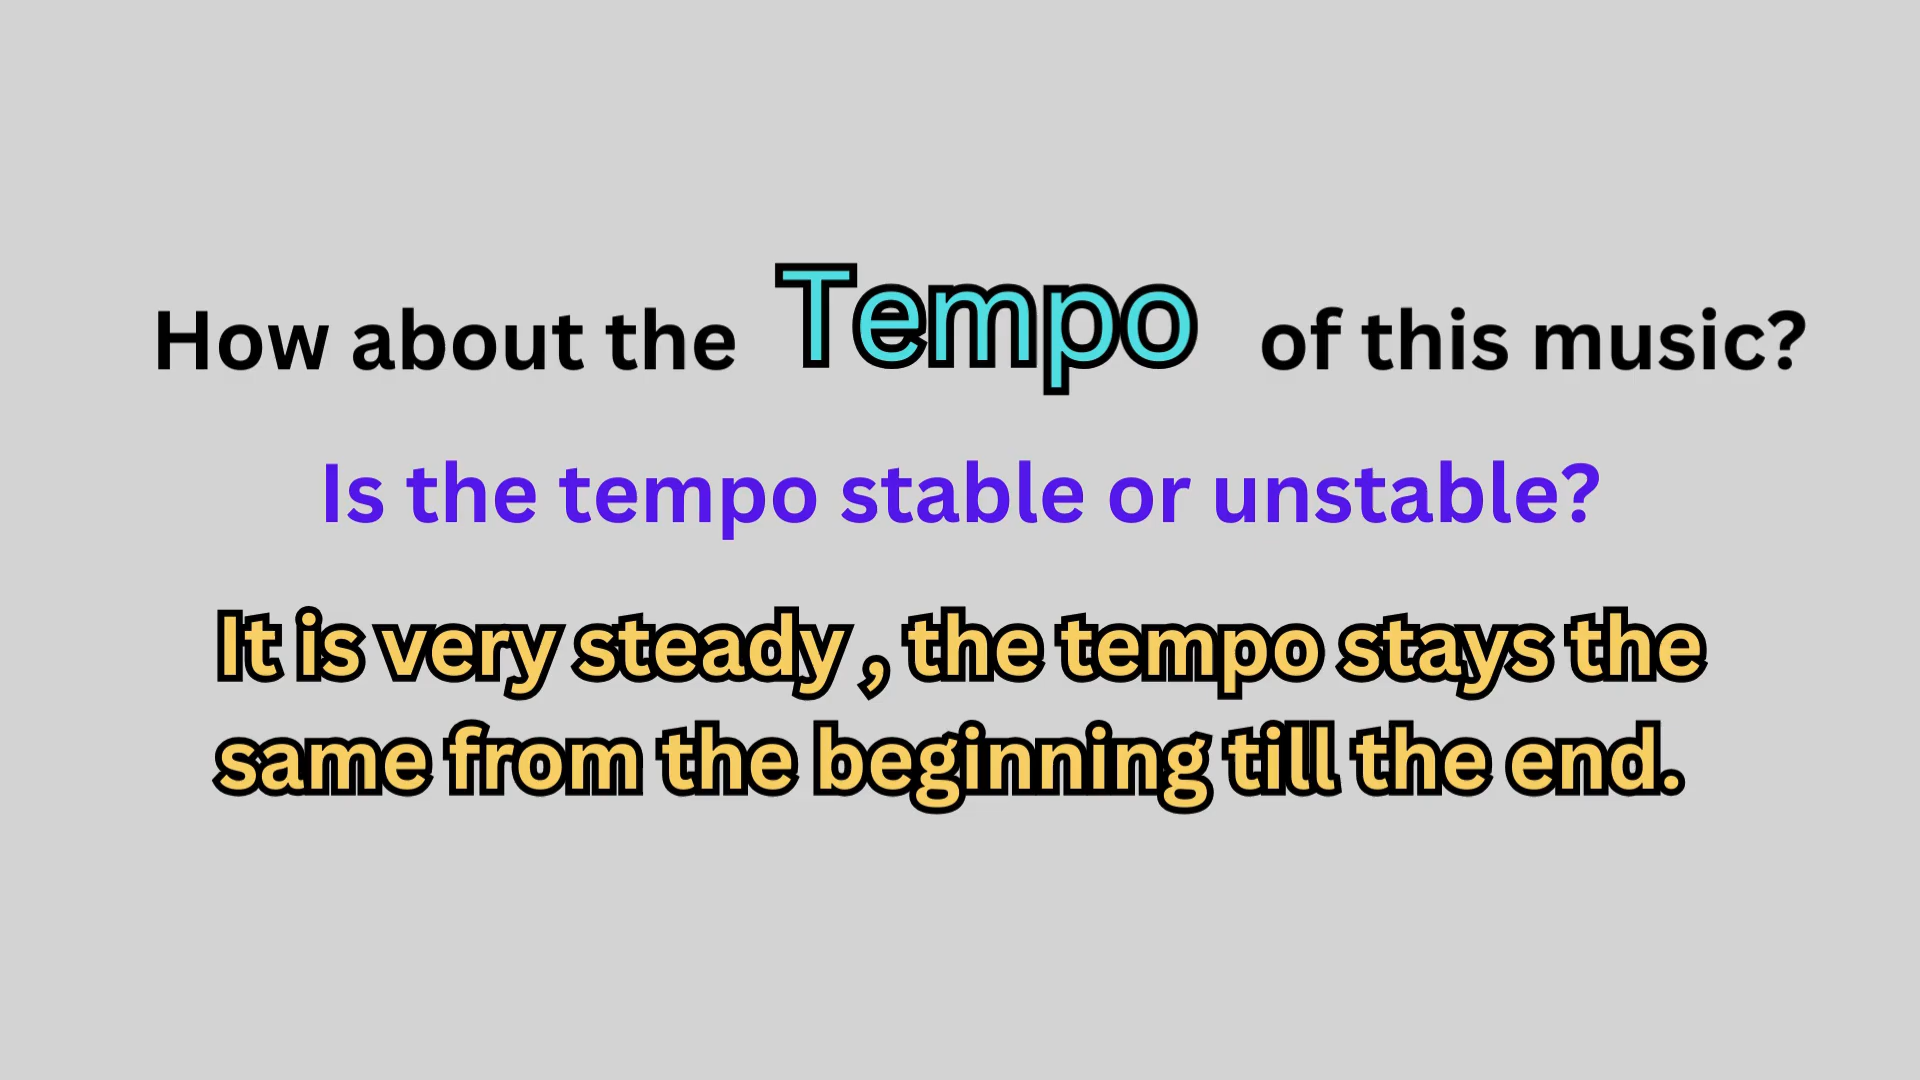 How about the Tempo of this music?
Is the tempo stable or unstable?
It is very steady , the tempo stays the
same from the beginning till the end.